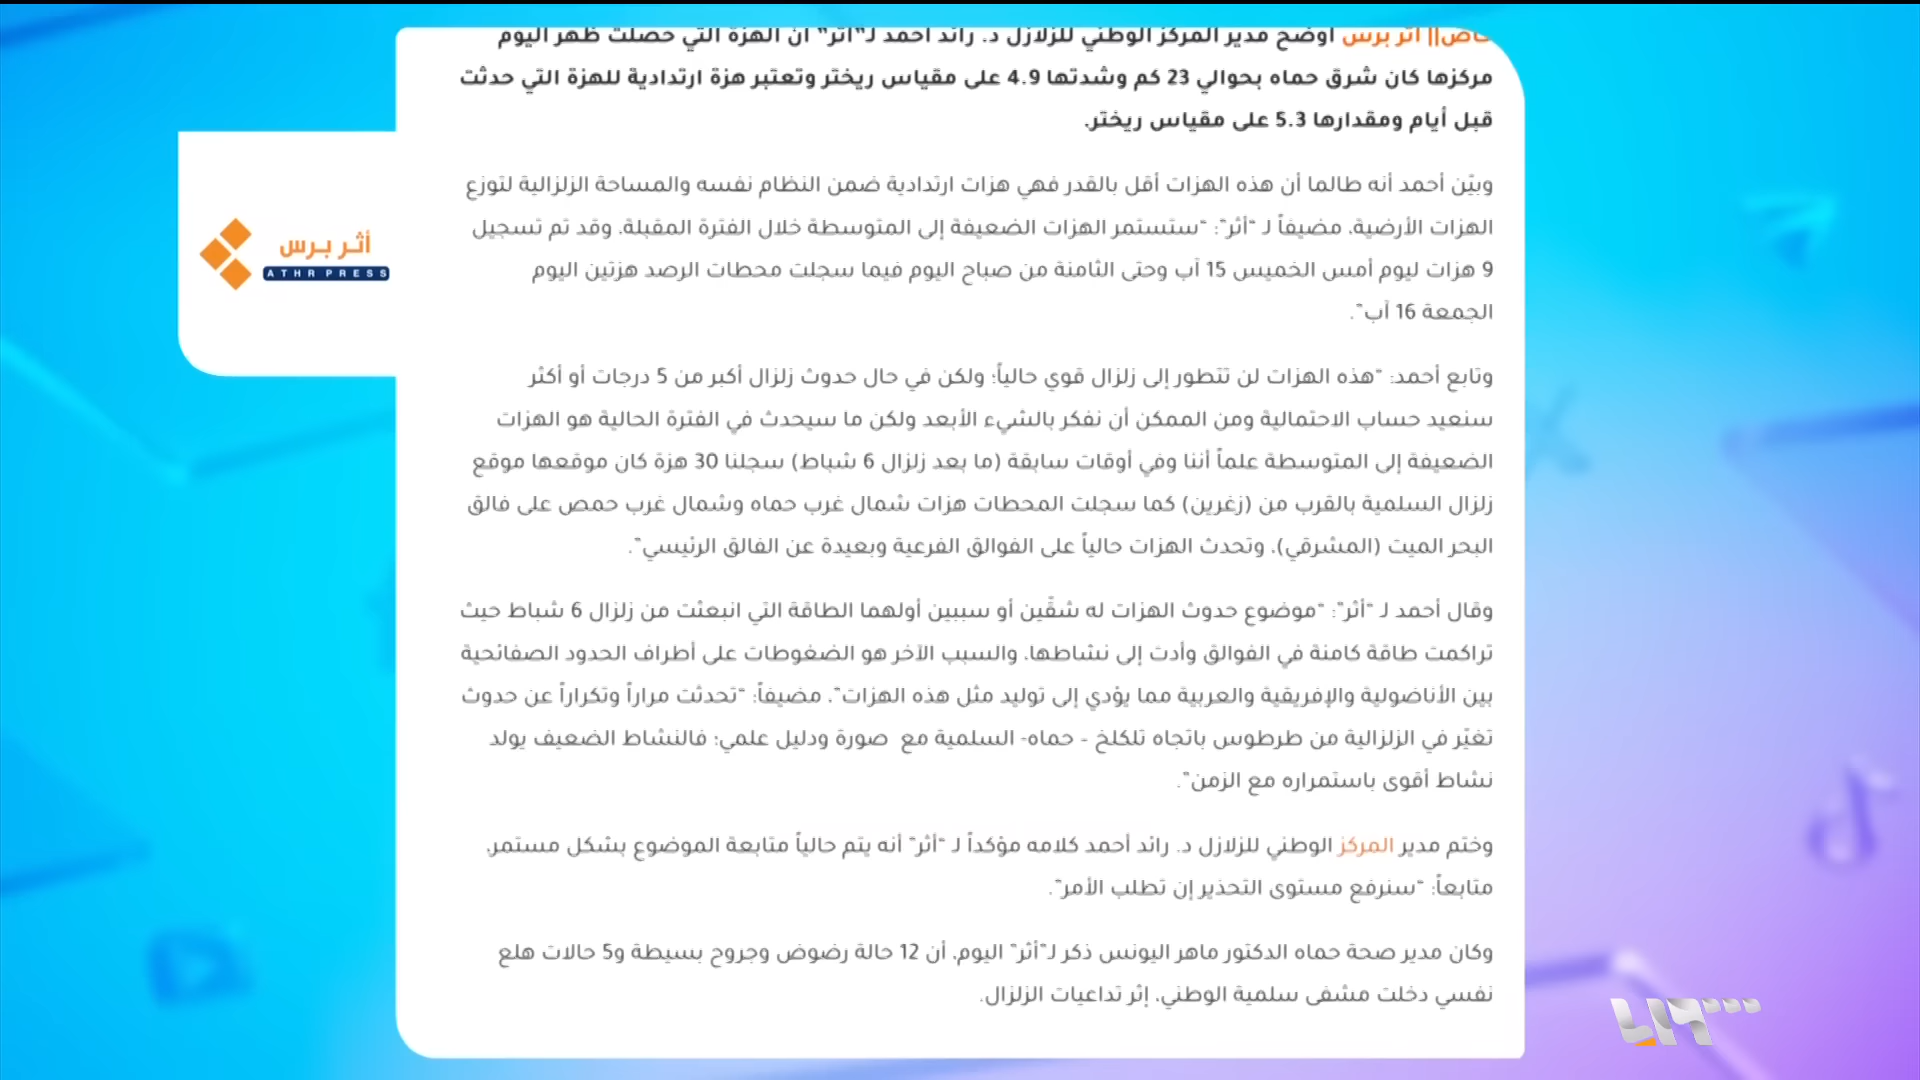 خاص|| أثر برس أوضح مدير المركز الوطني للزلازل د. رائد أحمد لـ"أثر" أن الهزة التي حصلت ظهر اليوم
مركزها كان شرق حماه بحوالي 23 كم وشدتها 4.9 على مقياس ريختر وتعتبر هزة ارتدادية للهزة التي حدثت
قبل أيام ومقدارها 5.3 على مقياس ريختر.
وبيّن أحمد أنه طالما أن هذه الهزات أقل بالقدر فهي هزات ارتدادية ضمن النظام نفسه والمساحة الزلزالية لتوزع
الهزات الأرضية، مضيفاً لـ "أثر": "ستستمر الهزات الضعيفة إلى المتوسطة خلال الفترة المقبلة، وقد تم تسجيل
9 هزات ليوم أمس الخميس 15 آب وحتى الثامنة من صباح اليوم فيما سجلت محطات الرصد هزتين اليوم
الجمعة 16 آب".
وتابع أحمد: "هذه الهزات لن تتطور إلى زلزال قوي حالياً؛ ولكن في حال حدوث زلزال أكبر من 5 درجات أو أكثر
سنعيد حساب الاحتمالية ومن الممكن أن نفكر بالشيء الأبعد ولكن ما سيحدث في الفترة الحالية هو الهزات
الضعيفة إلى المتوسطة علماً أننا وفي أوقات سابقة (ما بعد زلزال 6 شباط) سجلنا 30 هزة كان موقعها موقع
زلزال السلمية بالقرب من (زغرين) كما سجلت المحطات هزات شمال غرب حماه وشمال غرب حمص على فالق
البحر الميت (المشرقي)، وتحدث الهزات حالياً على الفوالق الفرعية وبعيدة عن الفالق الرئيسي".
وقال أحمد لـ "أثر": "موضوع حدوث الهزات له شقّين أو سببين أولهما الطاقة التي انبعثت من زلزال 6 شباط حيث
تراكمت طاقة كامنة في الفوالق وأدت إلى نشاطها، والسبب الآخر هو الضغوطات على أطراف الحدود الصفائحية
بين الأناضولية والإفريقية والعربية مما يؤدي إلى توليد مثل هذه الهزات"، مضيفاً: "تحدثت مراراً وتكراراً عن حدوث
تغيّر في الزلزالية من طرطوس باتجاه تلكلخ – حماه- السلمية مع صورة ودليل علمي؛ فالنشاط الضعيف يولد
نشاط أقوى باستمراره مع الزمن".
وختم مدير المركز الوطني للزلازل د. رائد أحمد كلامه مؤكداً لـ "أثر" أنه يتم حالياً متابعة الموضوع بشكل مستمر،
متابعاً: "سنرفع مستوى التحذير إن تطلب الأمر".
وكان مدير صحة حماه الدكتور ماهر اليونس ذكر لـ"أثر" اليوم، أن 12 حالة رضوض وجروح بسيطة و5 حالات هلع
نفسي دخلت مشفى سلمية الوطني، إثر تداعيات الزلزال.
أثر برس
ATHR PRESS